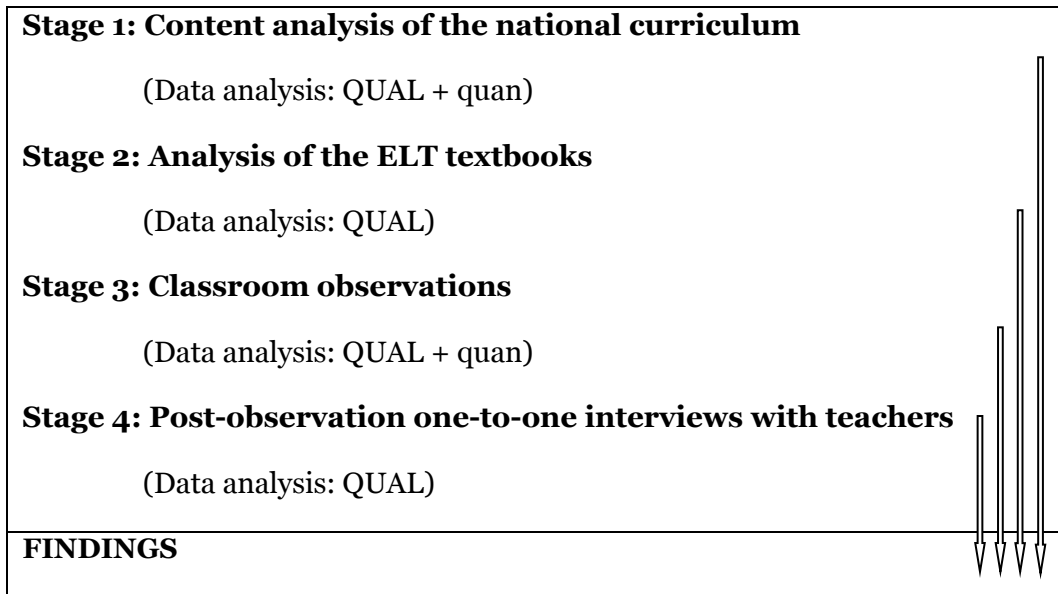 Stage 1: Content analysis of the national curriculum
(Data analysis: QUAL + quan)
Stage 2: Analysis of the ELT textbooks
(Data analysis: QUAL)
Stage 3: Classroom observations
(Data analysis: QUAL + quan)
Stage 4: Post-observation one-to-one interviews with teachers
(Data analysis: QUAL)
FINDINGS